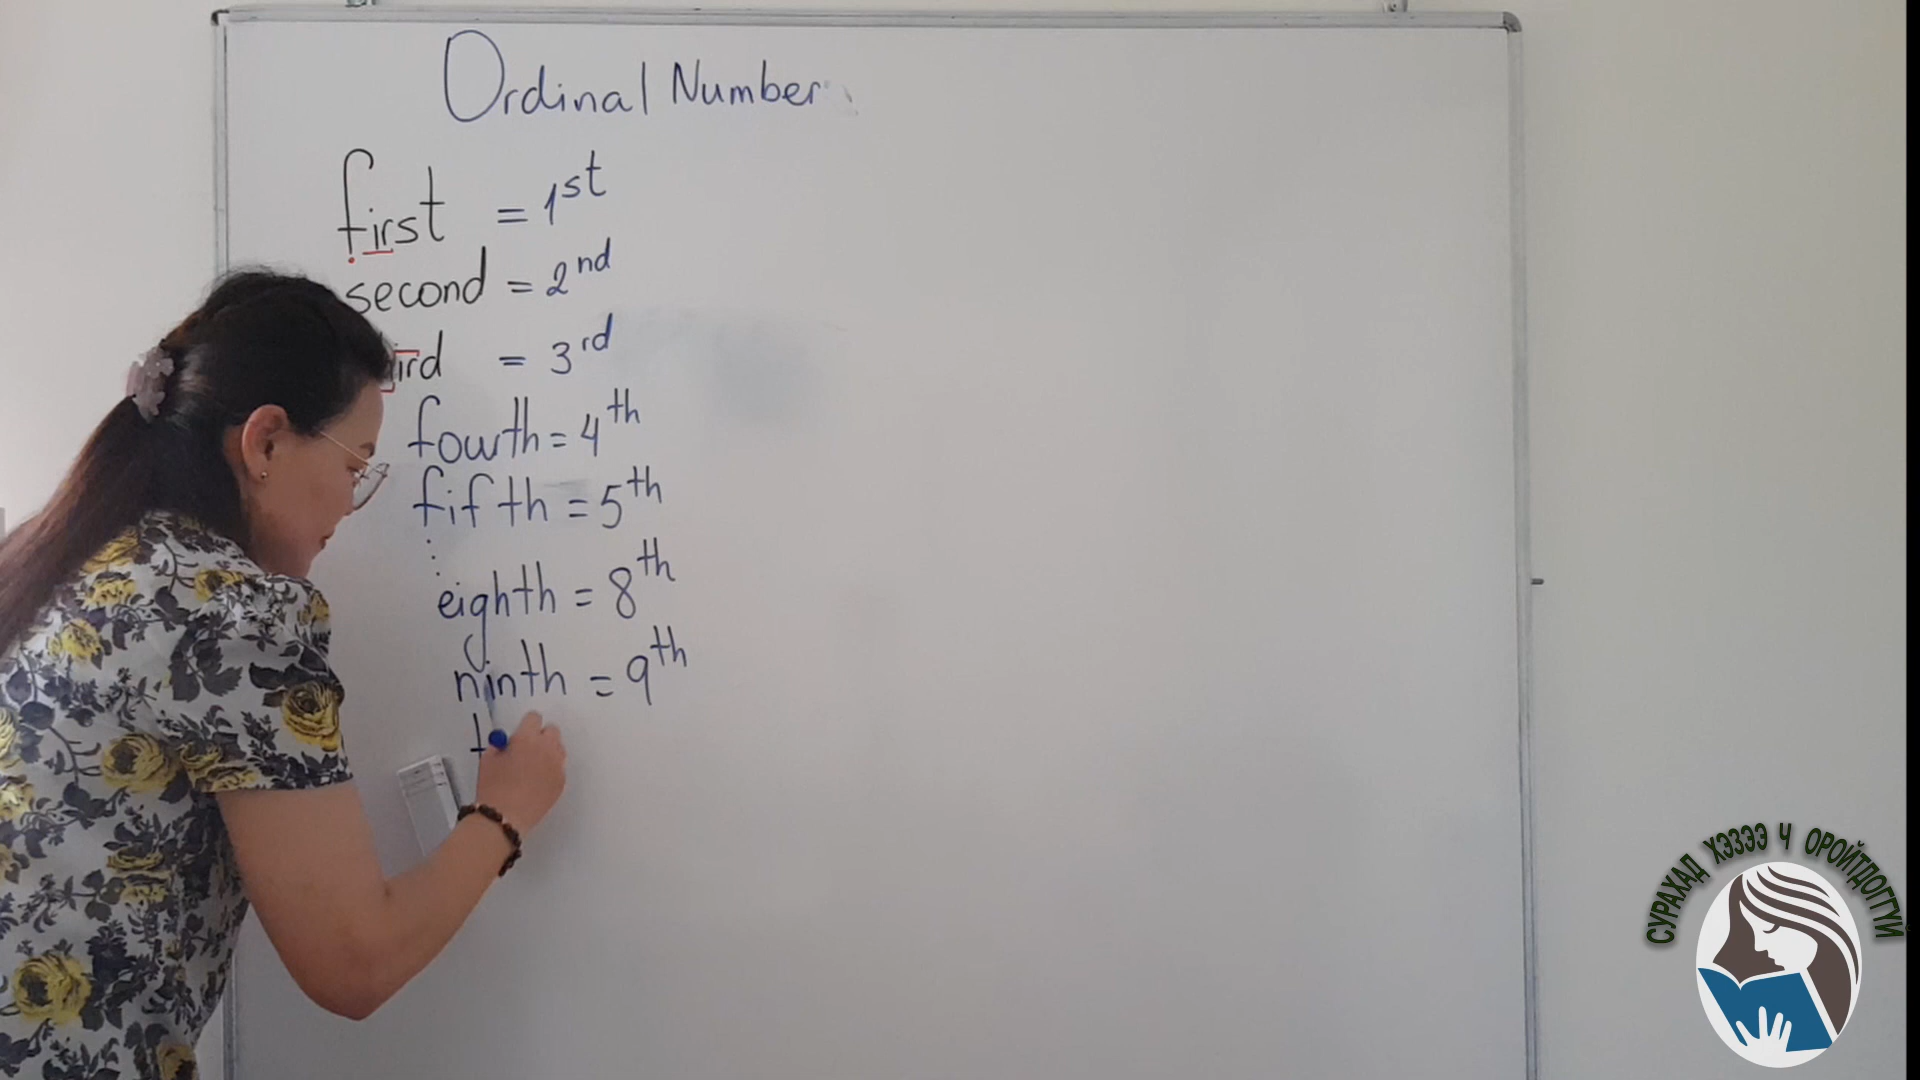 Ordinal Number
first = 1st
second = 2nd
ird = 3rd
fourth = 4th
fifth = 5th
eighth = 8th
ninth = 9th
t
СУРАХАД ХЭЗЭЭ Ч ОРОЙТДОГГҮЙ